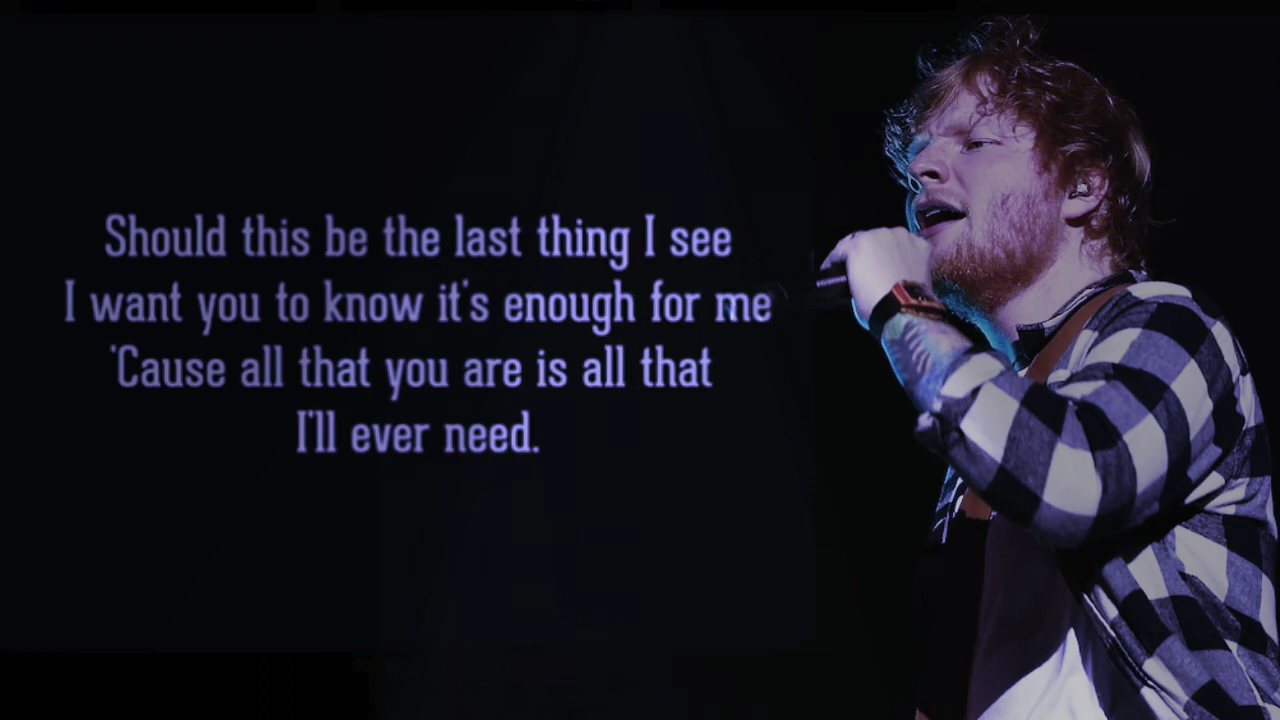 Should this be the last thing I see
I want you to know it's enough for me
'Cause all that you are is all that
I'll ever need.